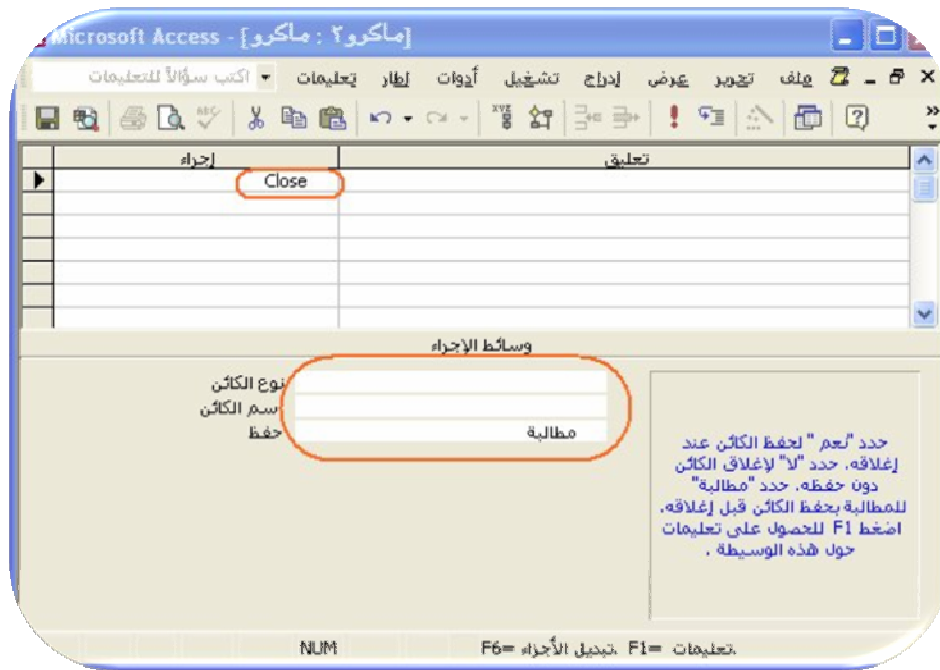 Microsoft Access - [ماكرو٢ : ماكرو]
ملف تحرير عرض إدراج تشغيل أدوات إطار تعليمات اكتب سؤالاً للتعليمات
إجراء تعليق
Close
وسائط الإجراء
نوع الكائن
سم الكائن
حفظ مطالبة
حدد "نعم " لحفظ الكائن عند
إغلاقه. حدد "لا" لإغلاق الكائن
دون حفظه. حدد "مطالبة"
للمطالبة بحفظ الكائن قبل إغلاقه.
اضغط F1 للحصول على تعليمات
حول هذه الوسيطة .
NUM تعليمات =F1 .تبديل الأجزاء =F6.